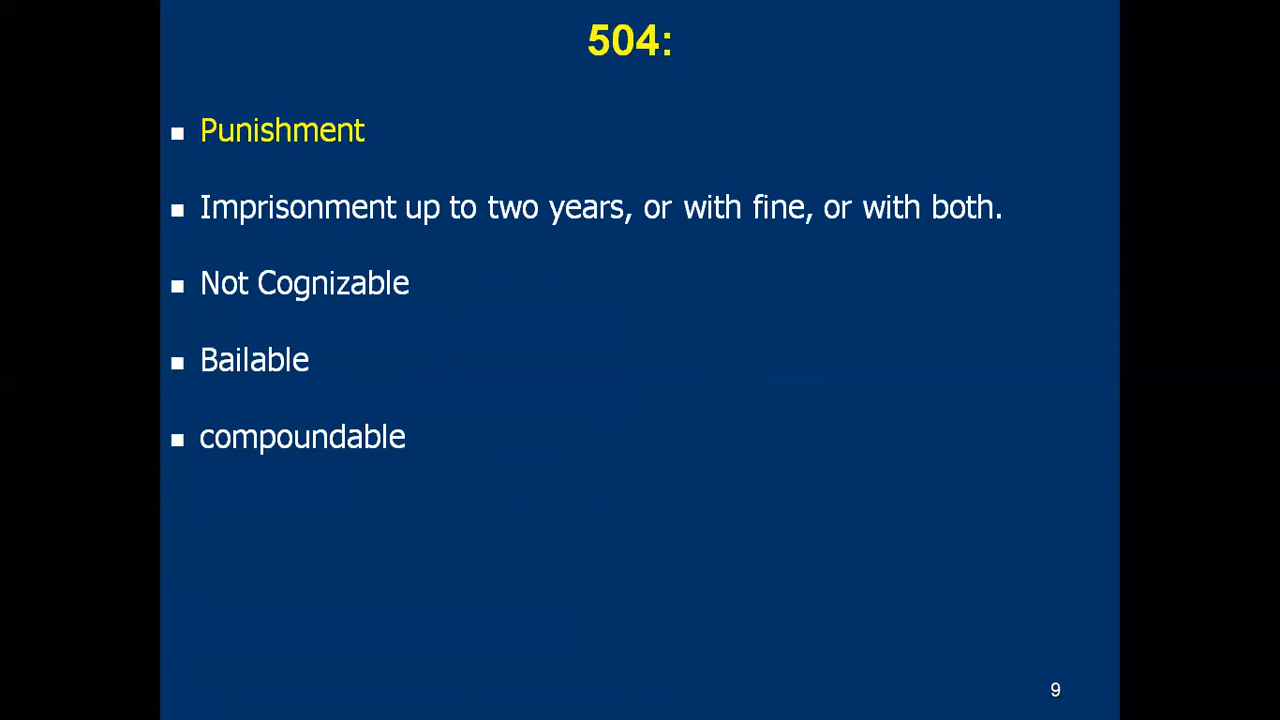 504:
■ Punishment
■ Imprisonment up to two years, or with fine, or with both.
■ Not Cognizable
■ Bailable
■ compoundable
9